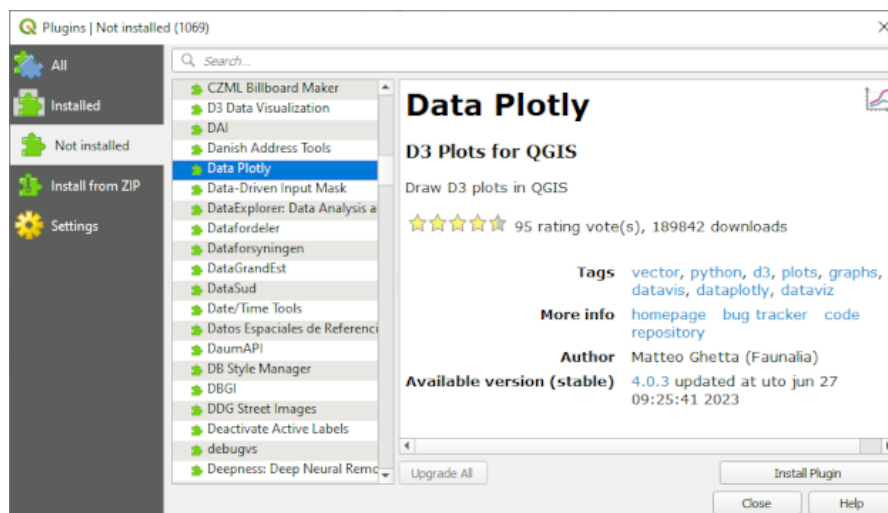 Plugins | Not installed (1069)
All
Installed
Not installed
Install from ZIP
Settings
Search...
CZML Billboard Maker
D3 Data Visualization
DAI
Danish Address Tools
Data Plotly
Data-Driven Input Mask
DataExplorer: Data Analysis a
Datafordeler
Dataforsyningen
DataGrandEst
DataSud
Date/Time Tools
Datos Espaciales de Referenci
DaumAPI
DB Style Manager
DBGI
DDG Street Images
Deactivate Active Labels
debugvs
Deepness: Deep Neural Remo
Data Plotly
D3 Plots for QGIS
Draw D3 plots in QGIS
95 rating vote(s), 189842 downloads
Tags vector, python, d3, plots, graphs,
datavis, dataplotly, dataviz
More info homepage bug tracker code
repository
Author Matteo Ghetta (Faunalia)
Available version (stable) 4.0.3 updated at uto jun 27
09:25:41 2023
Upgrade All
Install Plugin
Close
Help